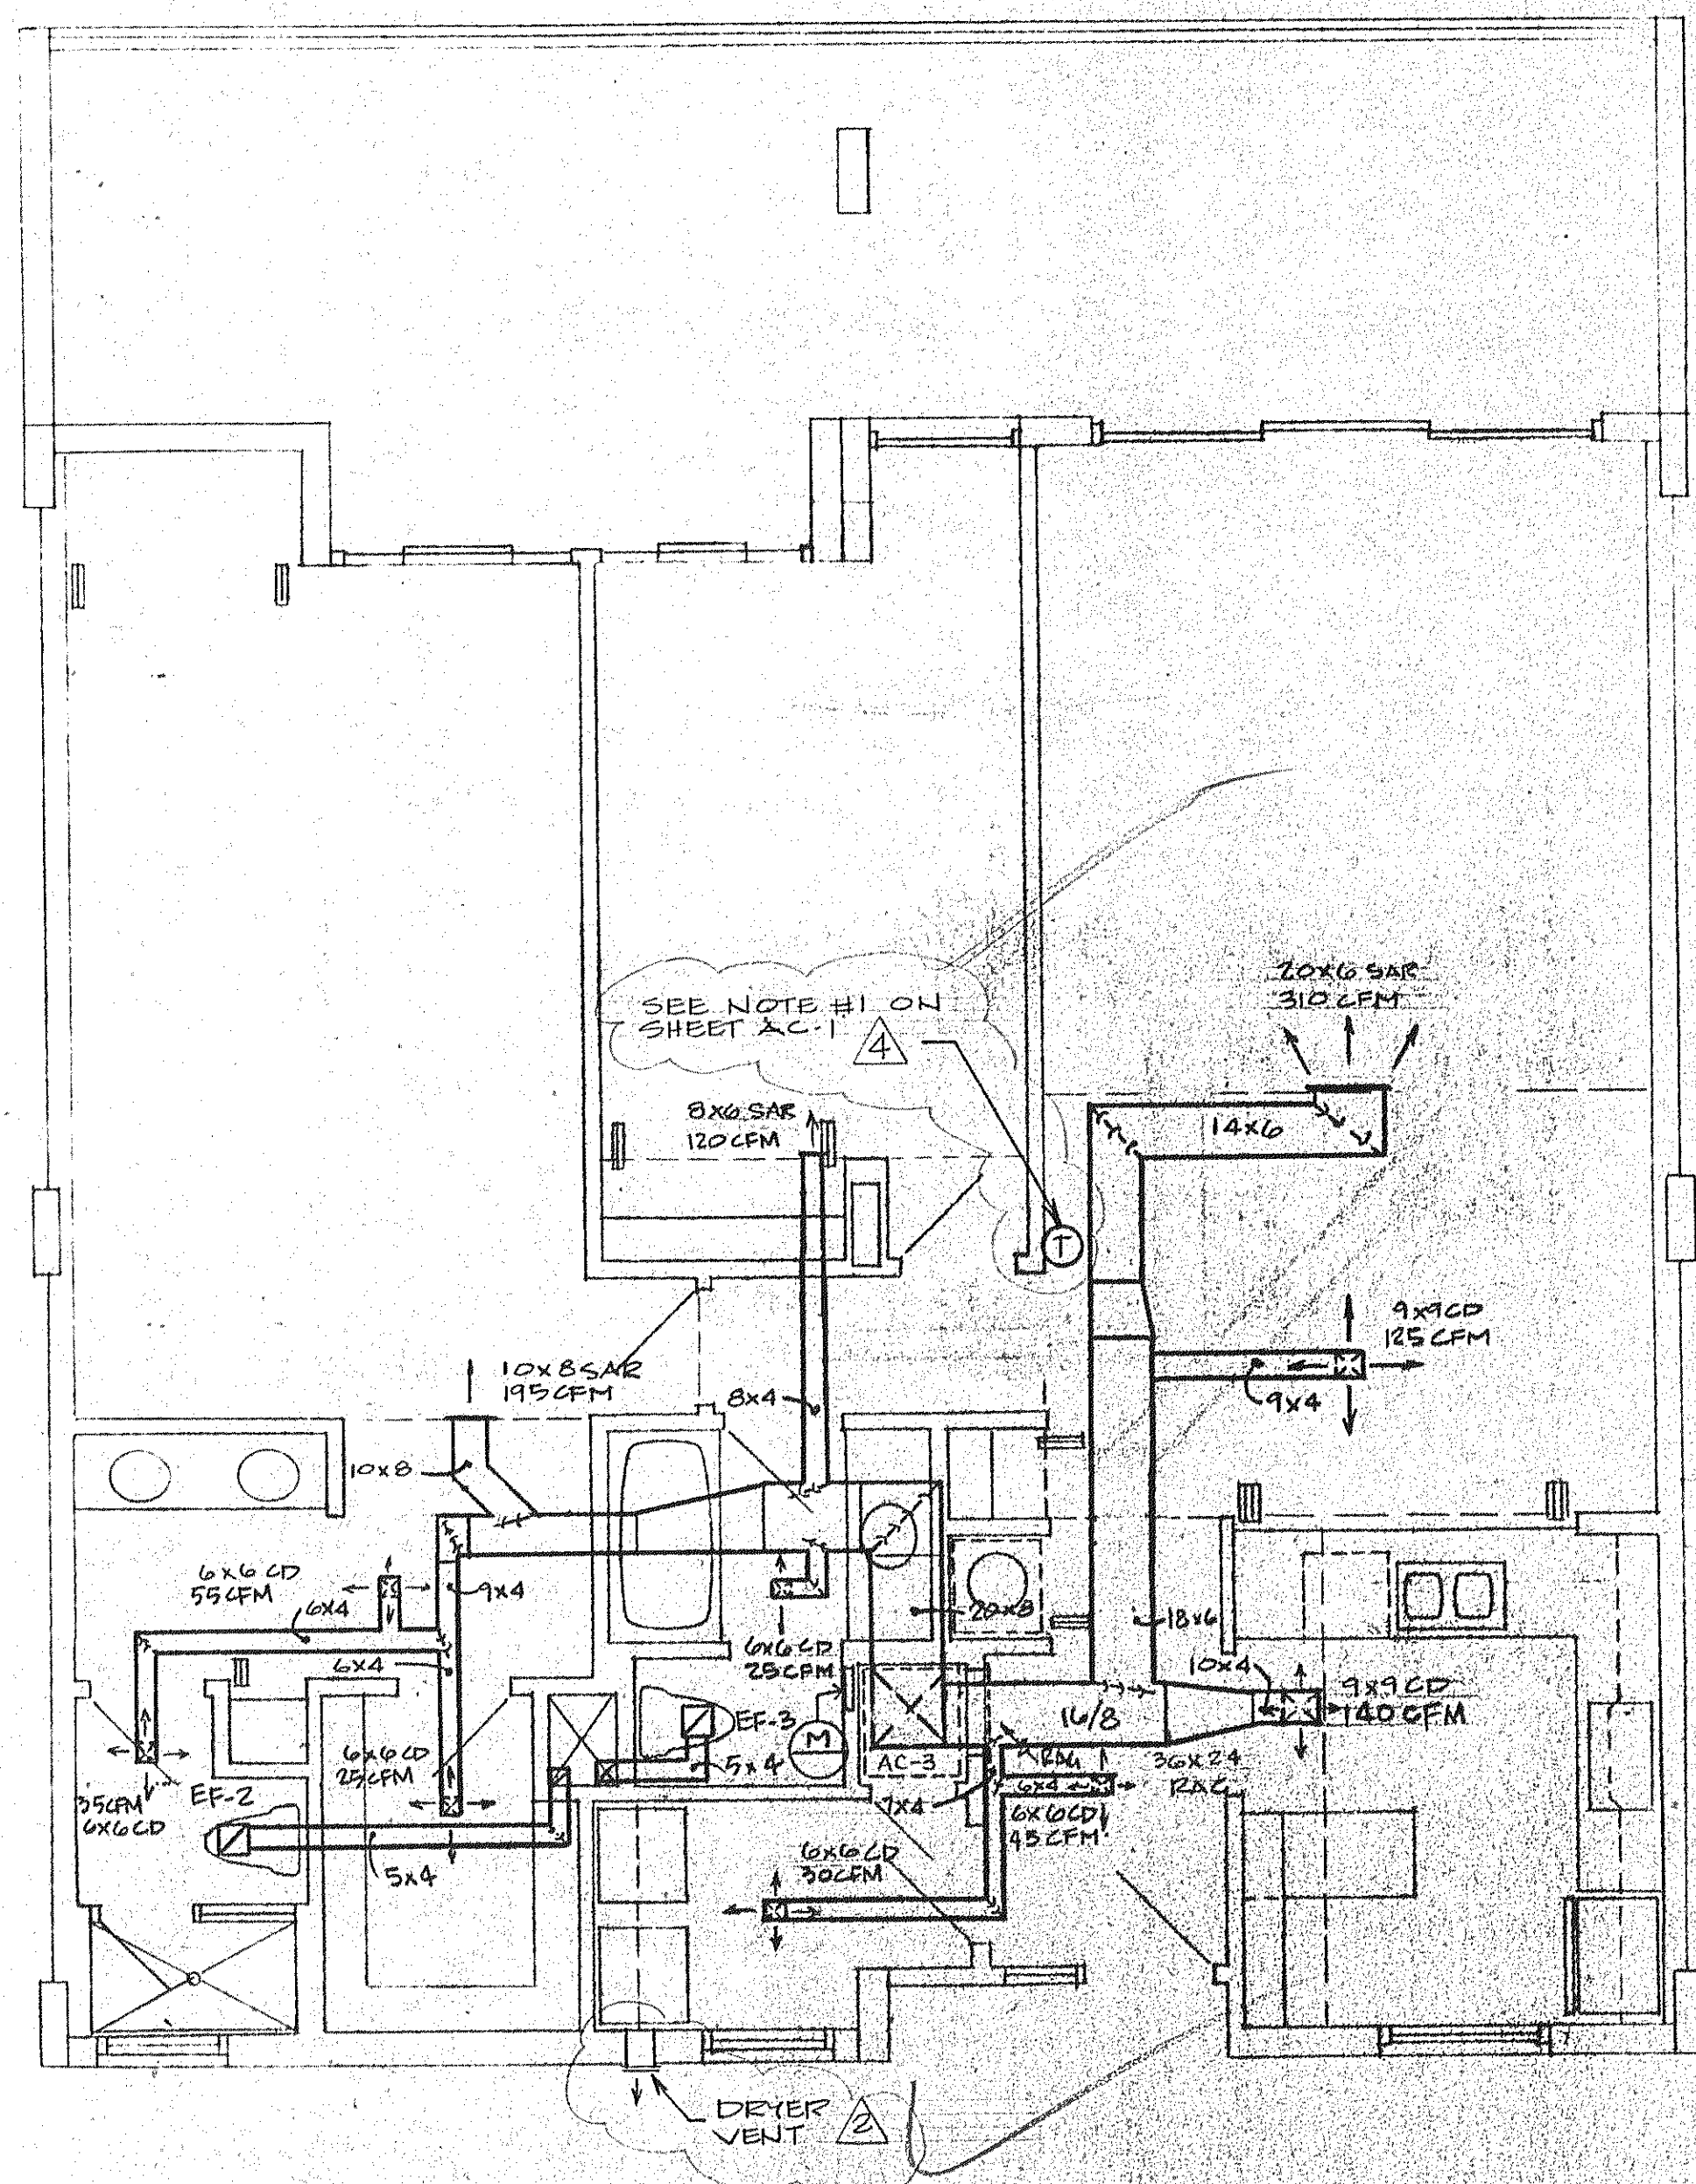 20x6 SAR
310 CFM
SEE NOTE #1 ON
SHEET AC-1
4
8x6 SAR
120 CFM
14x6
T
9x9 CD
125 CFM
9x4
10x8 SAR
195 CFM
8x4
10x8
6x6 CD
55 CFM
6x4
9x4
20x8
18x6
6x6 CD
25 CFM
6x4
10x4
9x9 CD
140 CFM
16/8
EF-3
M
5x4
AC-3
RAG
36x24
RAG
6x6 CD
25 CFM
6x4
7x4
6x6 CD
45 CFM
35 CFM
6x6 CD
EF-2
5x4
6x6 CD
30 CFM
DRYER
VENT
2